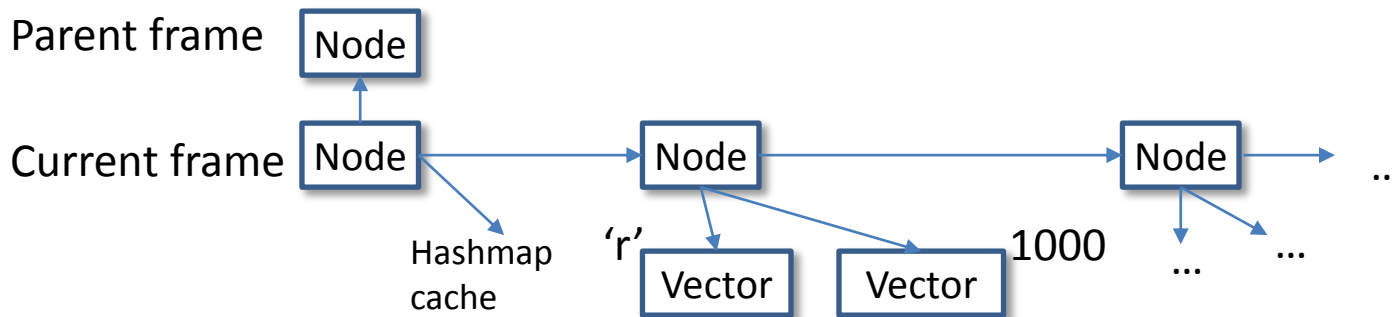 Parent frame Node
Current frame Node Node Node ..
Hashmap cache
‘r’ Vector Vector 1000 ... ...